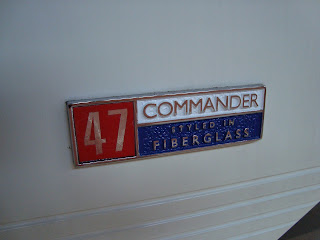 47
COMMANDER
STYLED IN
FIBERGLASS